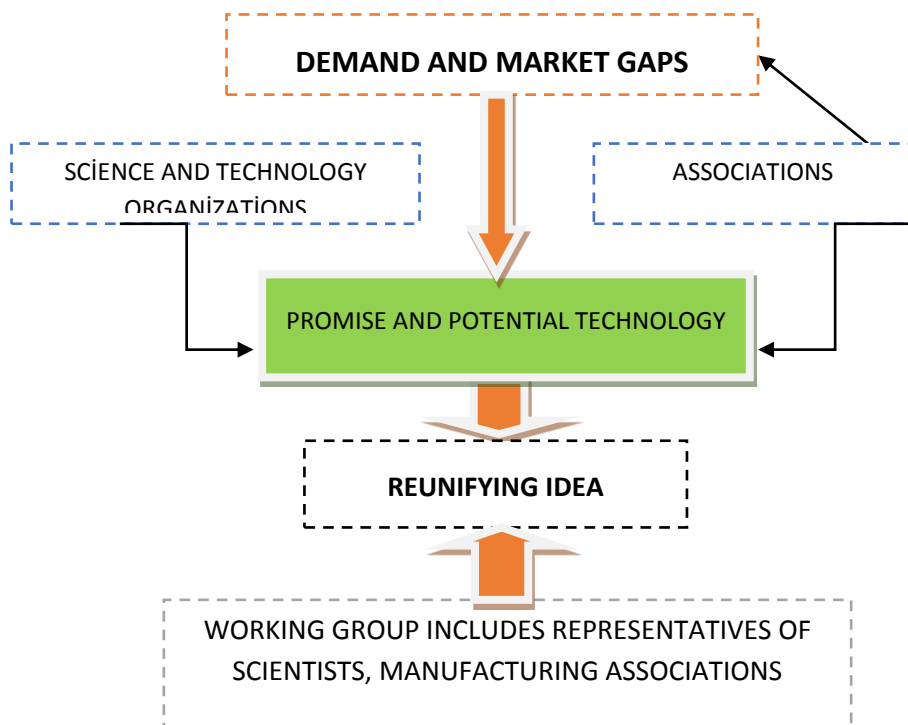 DEMAND AND MARKET GAPS
SCİENCE AND TECHNOLOGY
ORGANİZATİONS
ASSOCIATIONS
PROMISE AND POTENTIAL TECHNOLOGY
REUNIFYING IDEA
WORKING GROUP INCLUDES REPRESENTATIVES OF
SCIENTISTS, MANUFACTURING ASSOCIATIONS